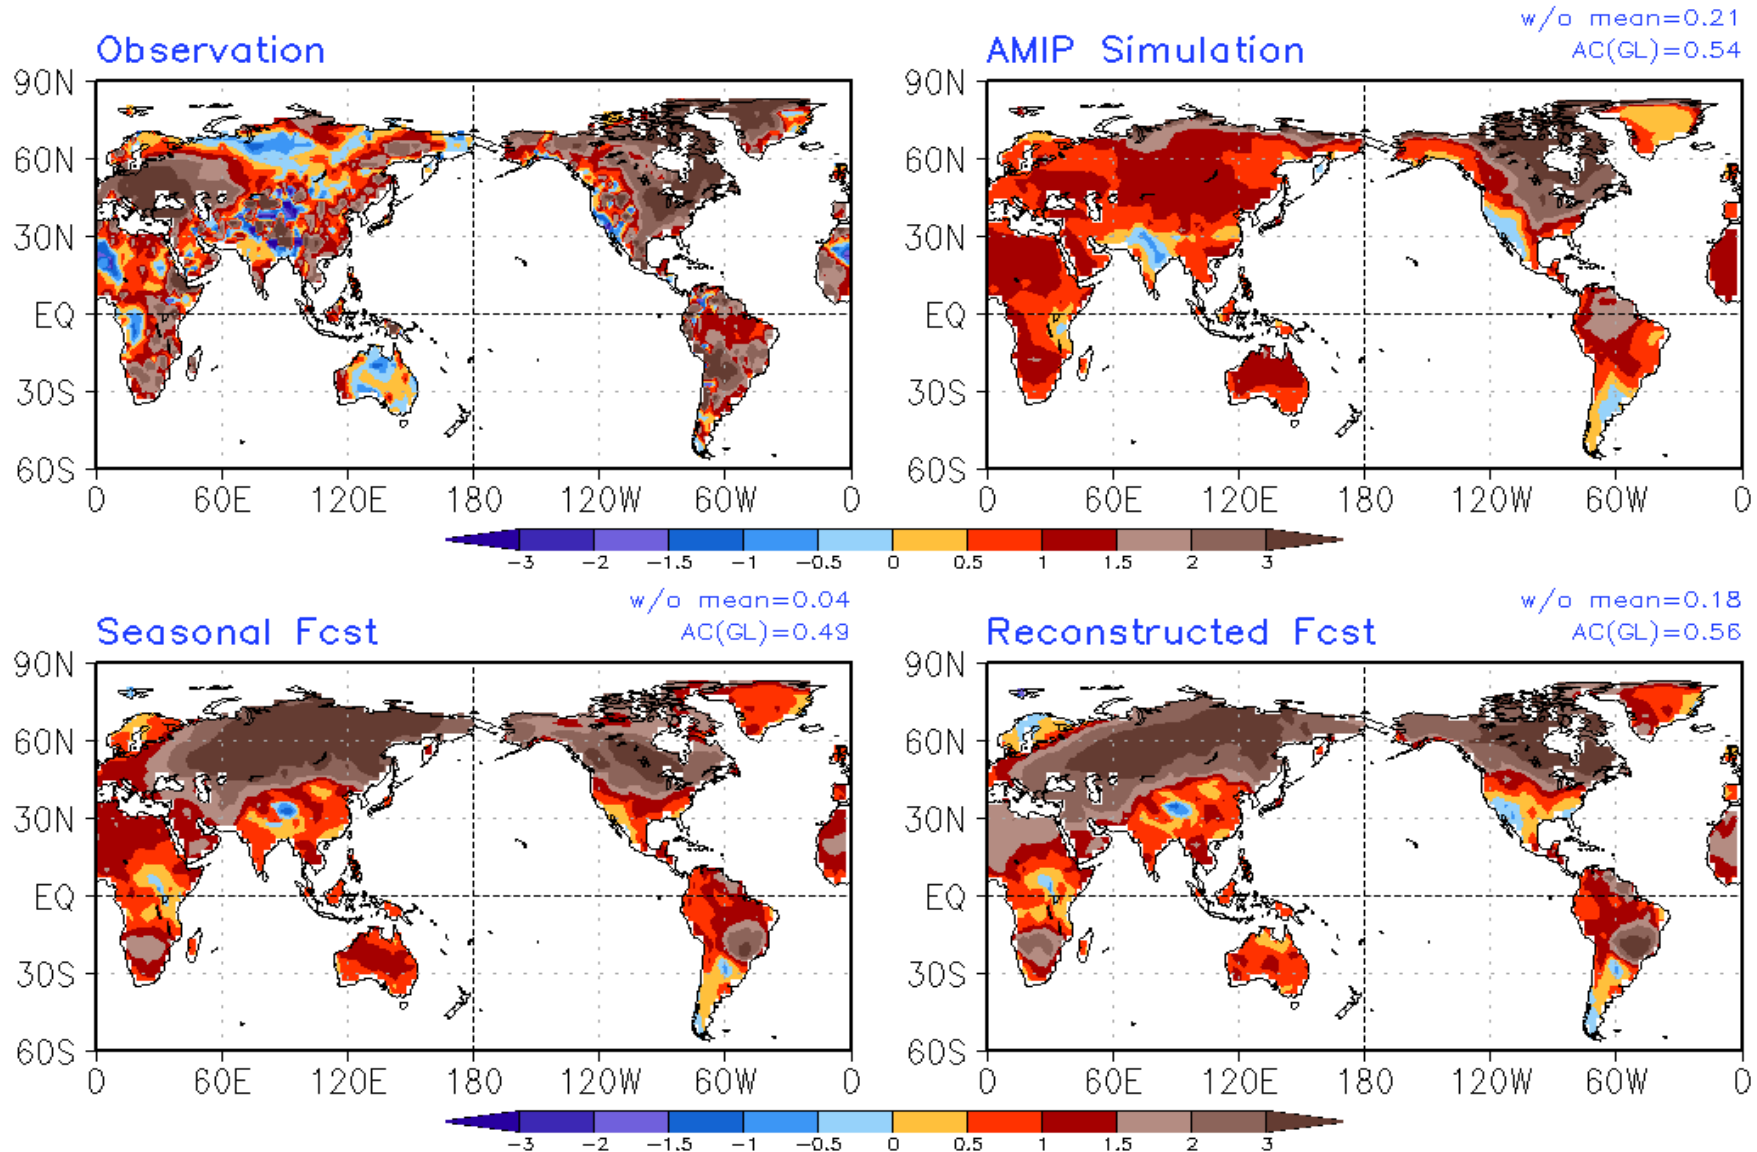 w/o mean=0.21
Observation
AMIP Simulation
AC(GL)=0.54
90N
60N
30N
EQ
30S
60S
0 60E 120E 180 120W 60W 0
90N
60N
30N
EQ
30S
60S
0 60E 120E 180 120W 60W 0
-3 -2 -1.5 -1 -0.5 0 0.5 1 1.5 2 3
w/o mean=0.04
Seasonal Fcst
AC(GL)=0.49
w/o mean=0.18
Reconstructed Fcst
AC(GL)=0.56
90N
60N
30N
EQ
30S
60S
0 60E 120E 180 120W 60W 0
90N
60N
30N
EQ
30S
60S
0 60E 120E 180 120W 60W 0
-3 -2 -1.5 -1 -0.5 0 0.5 1 1.5 2 3